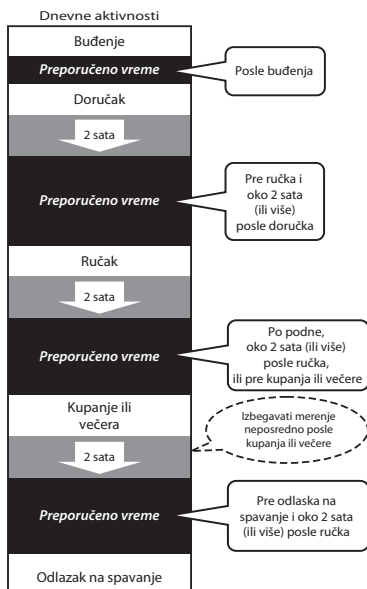 Dnevne aktivnosti
Buđenje
Preporučeno vreme
Posle buđenja
Doručak
2 sata
Preporučeno vreme
Pre ručka i
oko 2 sata
(ili više)
posle doručka
Ručak
2 sata
Preporučeno vreme
Po podne,
oko 2 sata (ili više)
posle ručka,
ili pre kupanja ili večere
Kupanje ili
večera
Izbegavati merenje
neposredno posle
kupanja ili večere
2 sata
Preporučeno vreme
Pre odlaska na
spavanje i oko 2 sata
(ili više) posle ručka
Odlazak na spavanje